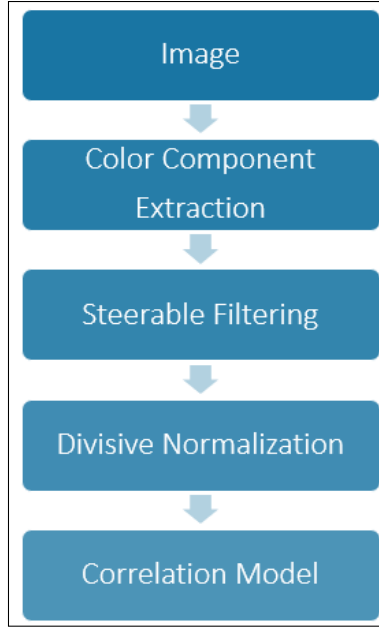 Image
Color Component
Extraction
Steerable Filtering
Divisive Normalization
Correlation Model